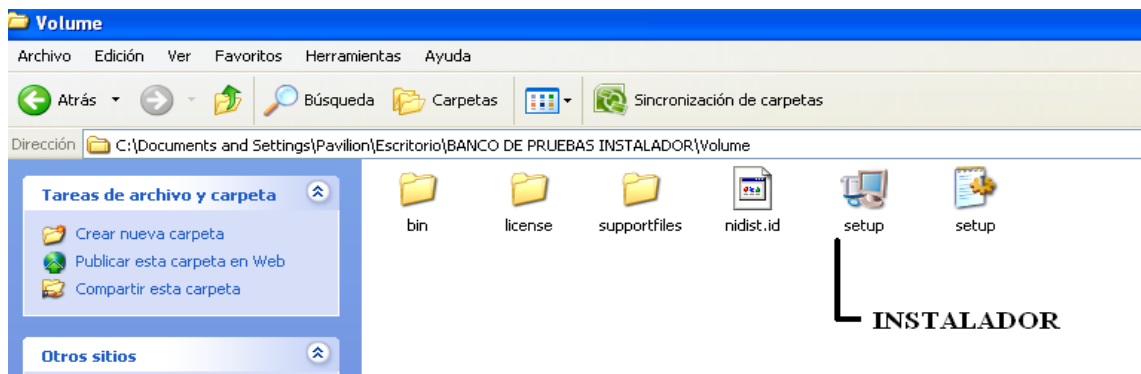 Volume
Archivo Edición Ver Favoritos Herramientas Ayuda
Atrás Búsqueda Carpetas Sincronización de carpetas
Dirección C:\Documents and Settings\Pavilion\Escritorio\BANCO DE PRUEBAS INSTALADOR\Volume
Tareas de archivo y carpeta
Crear nueva carpeta
Publicar esta carpeta en Web
Compartir esta carpeta
Otros sitios
bin license supportfiles nidist.id setup setup
INSTALADOR